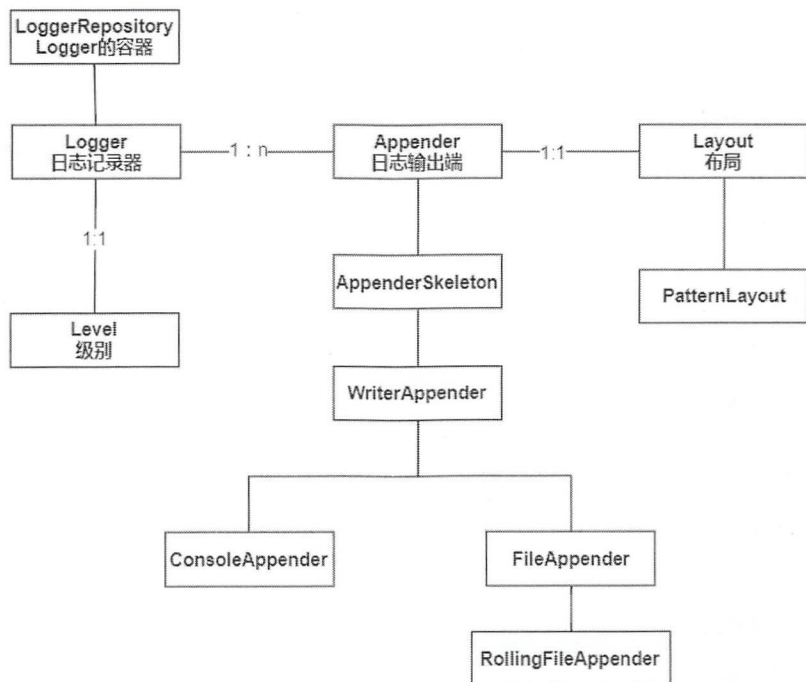 LoggerRepository
Logger的容器
Logger
日志记录器
1：n
Appender
日志输出端
1:1
Layout
布局
1:1
AppenderSkeleton
PatternLayout
Level
级别
WriterAppender
ConsoleAppender
FileAppender
RollingFileAppender